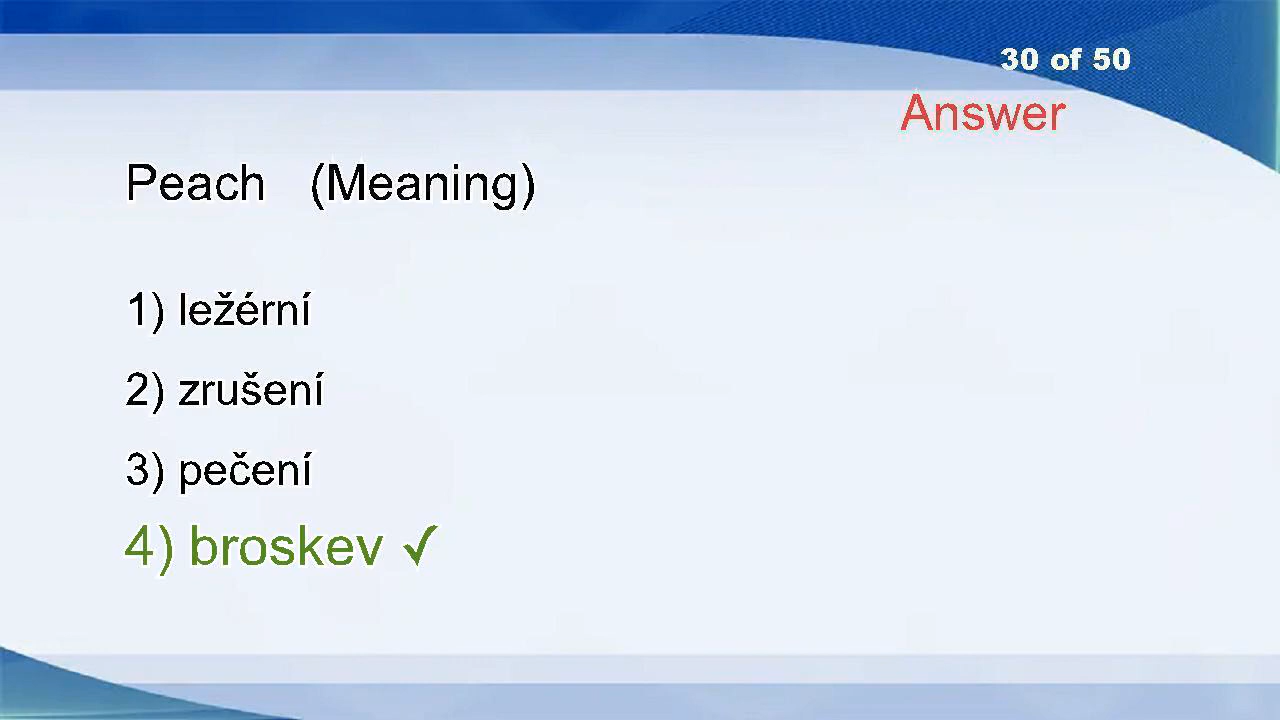 30 of 50
Answer
Peach (Meaning)
1) ležérní
2) zrušení
3) pečení
4) broskev ✓